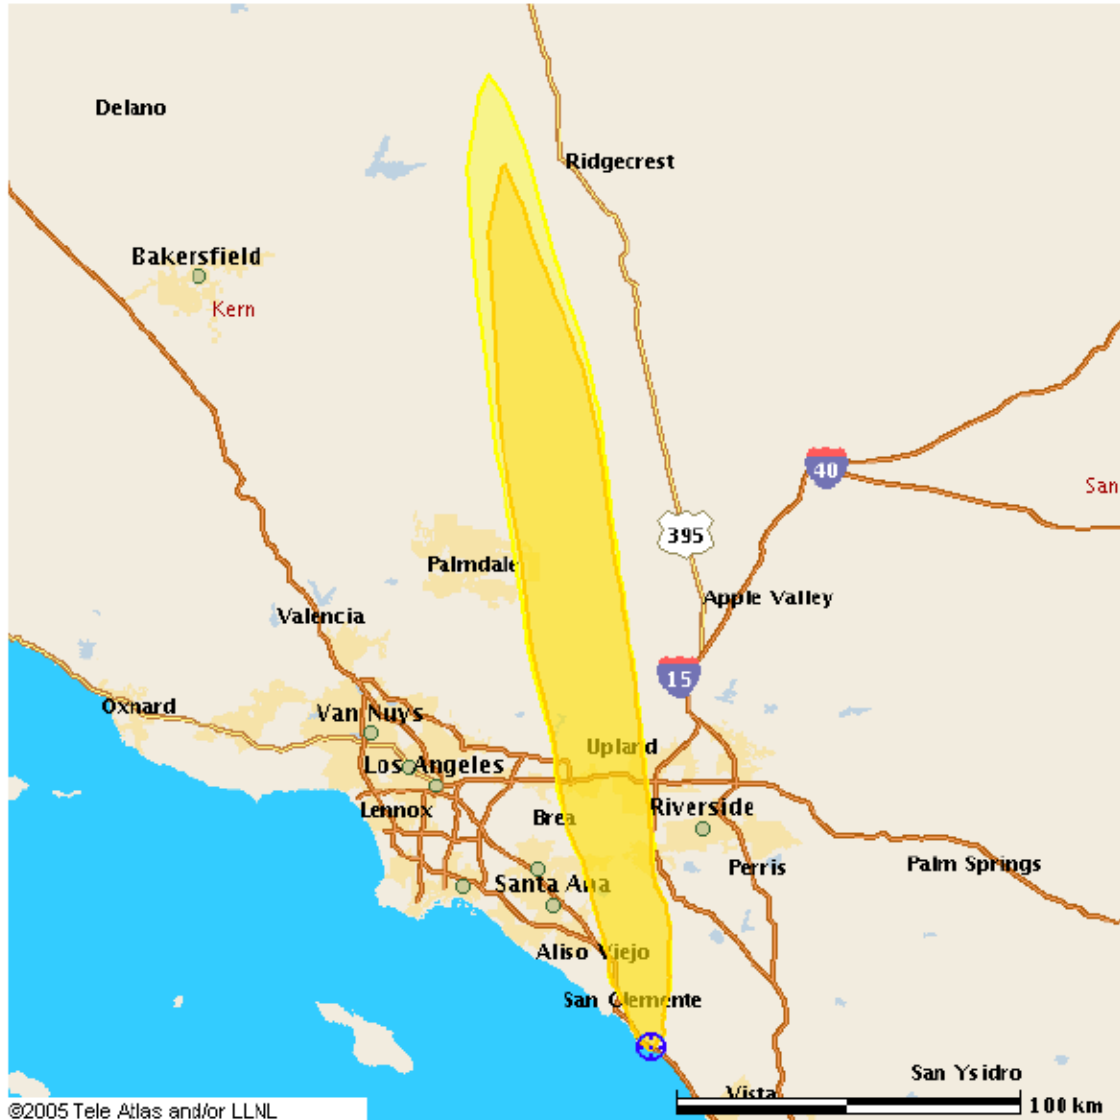 Delano
Ridgecrest
Bakersfield
Kern
40
San
395
Palmdale
Apple Valley
Valencia
15
Oxnard
Van Nuys
Upland
Los Angeles
Lennox
Riverside
Brea
Perris
Palm Springs
Santa Ana
Aliso Viejo
San Clemente
San Ysidro
Vista
100 km
©2005 Tele Atlas and/or LLNL